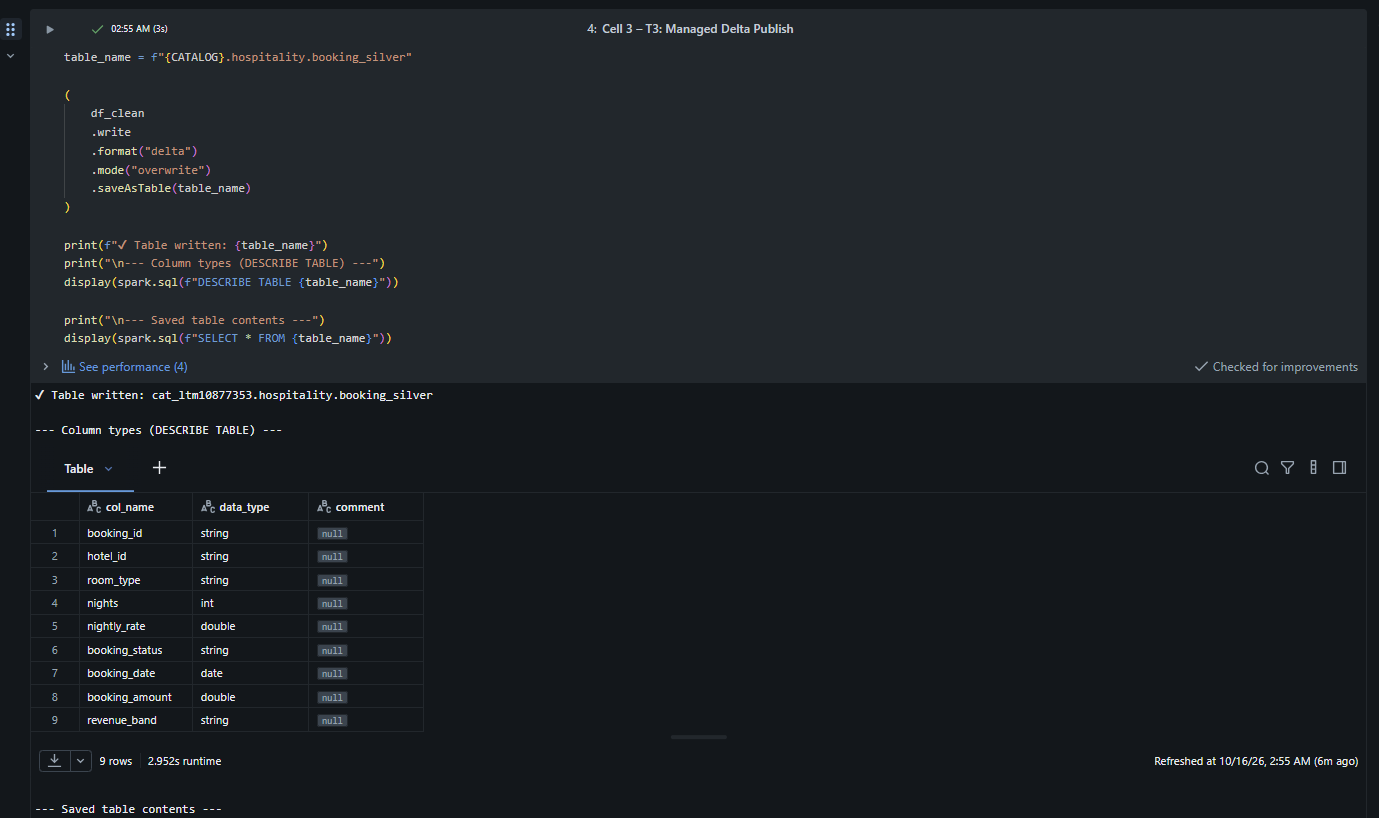 02:55 AM (3s)
4: Cell 3 – T3: Managed Delta Publish
table_name = f"{CATALOG}.hospitality.booking_silver"
(
    df_clean
    .write
    .format("delta")
    .mode("overwrite")
    .saveAsTable(table_name)
)
print(f"✓ Table written: {table_name}")
print("\n--- Column types (DESCRIBE TABLE) ---")
display(spark.sql(f"DESCRIBE TABLE {table_name}"))
print("\n--- Saved table contents ---")
display(spark.sql(f"SELECT * FROM {table_name}"))
See performance (4)
Checked for improvements
✓ Table written: cat_ltm10877353.hospitality.booking_silver
--- Column types (DESCRIBE TABLE) ---
Table
col_name data_type comment
1 booking_id string null
2 hotel_id string null
3 room_type string null
4 nights int null
5 nightly_rate double null
6 booking_status string null
7 booking_date date null
8 booking_amount double null
9 revenue_band string null
9 rows 2.952s runtime
Refreshed at 10/16/26, 2:55 AM (6m ago)
--- Saved table contents ---